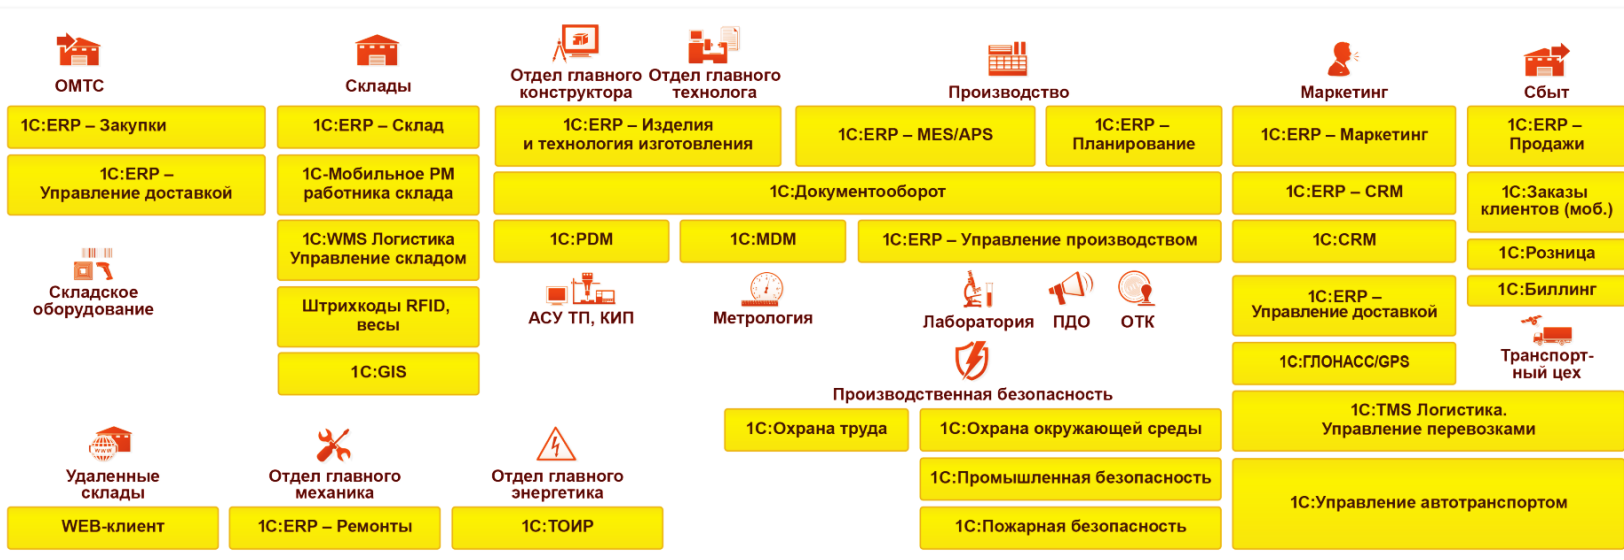 ОМТС
1С:ERP – Закупки
1С:ERP –
Управление доставкой
Складское
оборудование
Склады
1С:ERP – Склад
1С-Мобильное РМ
работника склада
1С:WMS Логистика
Управление складом
Штрихкоды RFID,
весы
1С:GIS
Отдел главного
конструктора
Отдел главного
технолога
1С:ERP – Изделия
и технология изготовления
Производство
1С:ERP – MES/APS
1С:ERP –
Планирование
1С:Документооборот
1С:PDM
1С:MDM
1С:ERP – Управление производством
АСУ ТП, КИП
Метрология
Лаборатория
ПДО
ОТК
Производственная безопасность
1С:Охрана труда
1С:Охрана окружающей среды
1С:Промышленная безопасность
1С:Пожарная безопасность
Маркетинг
1С:ERP – Маркетинг
1С:ERP – CRM
1С:CRM
1С:ERP –
Управление доставкой
1С:ГЛОНАСС/GPS
Сбыт
1С:ERP –
Продажи
1С:Заказы
клиентов (моб.)
1С:Розница
1С:Биллинг
Транспорт-
ный цех
1С:TMS Логистика.
Управление перевозками
1С:Управление автотранспортом
WWW
Удаленные
склады
WEB-клиент
Отдел главного
механика
1С:ERP – Ремонты
Отдел главного
энергетика
1С:ТОИР